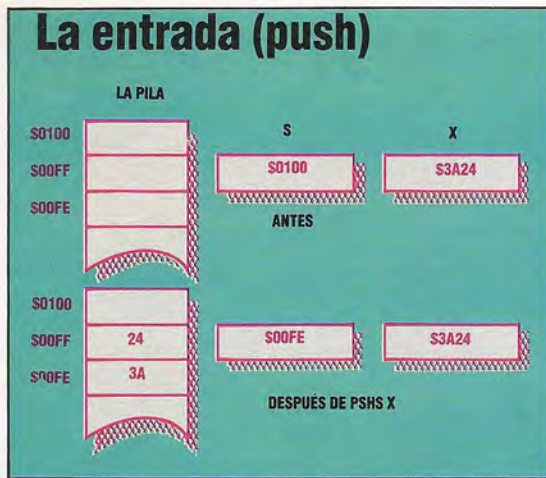 La entrada (push)
LA PILA
S
X
$0100
$00FF
$00FE
$0100
$3A24
ANTES
$0100
$00FF
24
$00FE
3A
$00FE
$3A24
DESPUÉS DE PSHS X